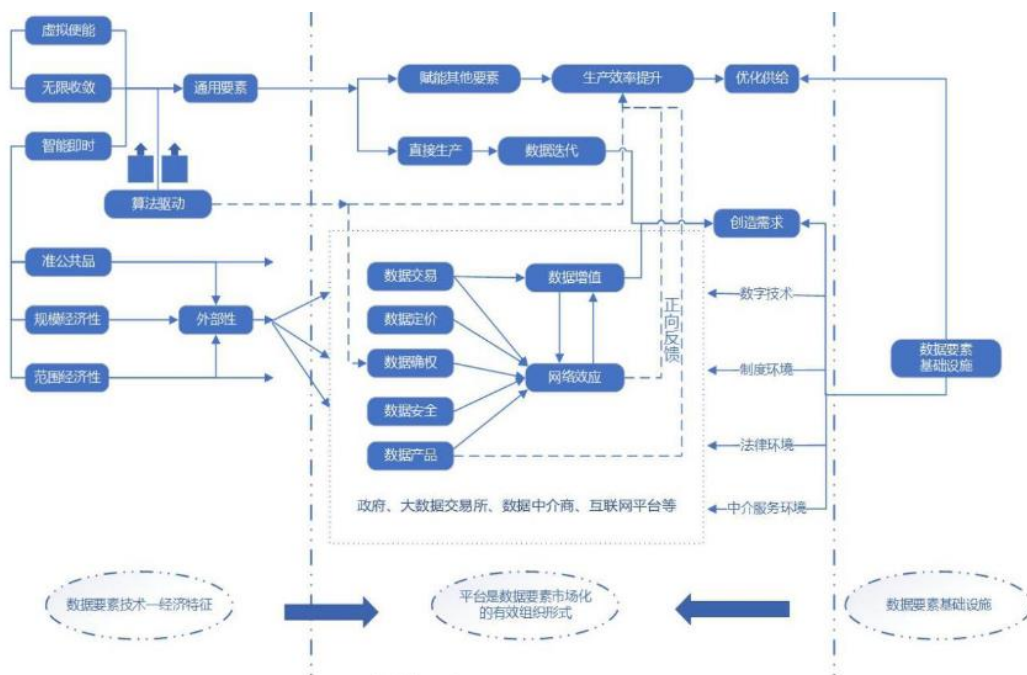 虚拟便能
无限收敛
智能即时
通用要素
算法驱动
准公共品
规模经济性
范围经济性
外部性
赋能其他要素
生产效率提升
优化供给
直接生产
数据迭代
创造需求
数据交易
数据定价
数据确权
数据安全
数据产品
数据增值
网络效应
正向反馈
政府、大数据交易所、数据中介商、互联网平台等
数字技术
制度环境
法律环境
中介服务环境
数据要素
基础设施
数据要素技术—经济特征
平台是数据要素市场化
的有效组织形式
数据要素基础设施